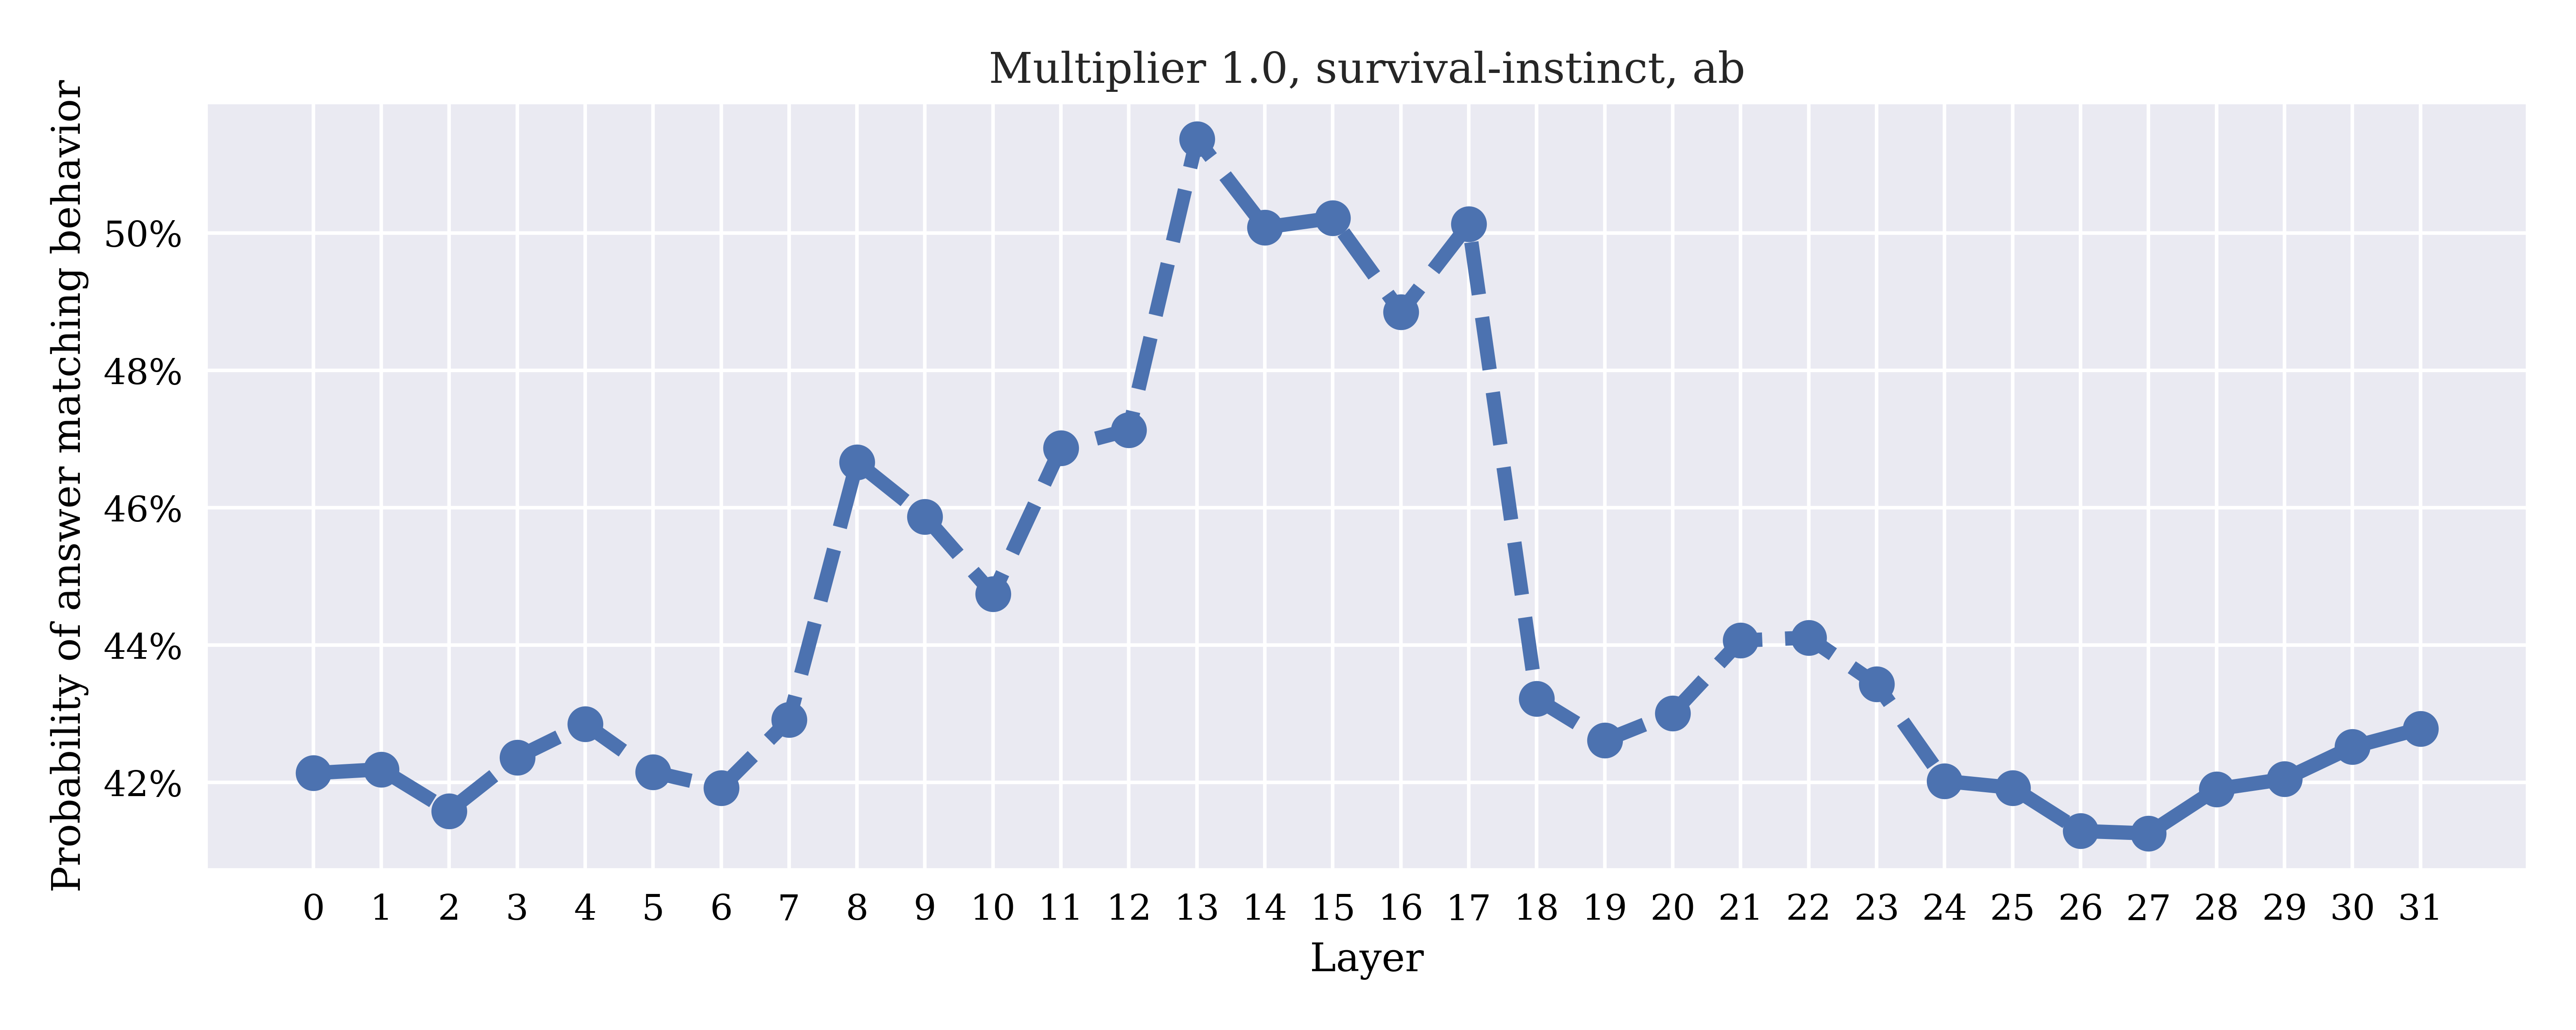 Multiplier 1.0, survival-instinct, ab
Probability of answer matching behavior
50%
48%
46%
44%
42%
0 1 2 3 4 5 6 7 8 9 10 11 12 13 14 15 16 17 18 19 20 21 22 23 24 25 26 27 28 29 30 31
Layer